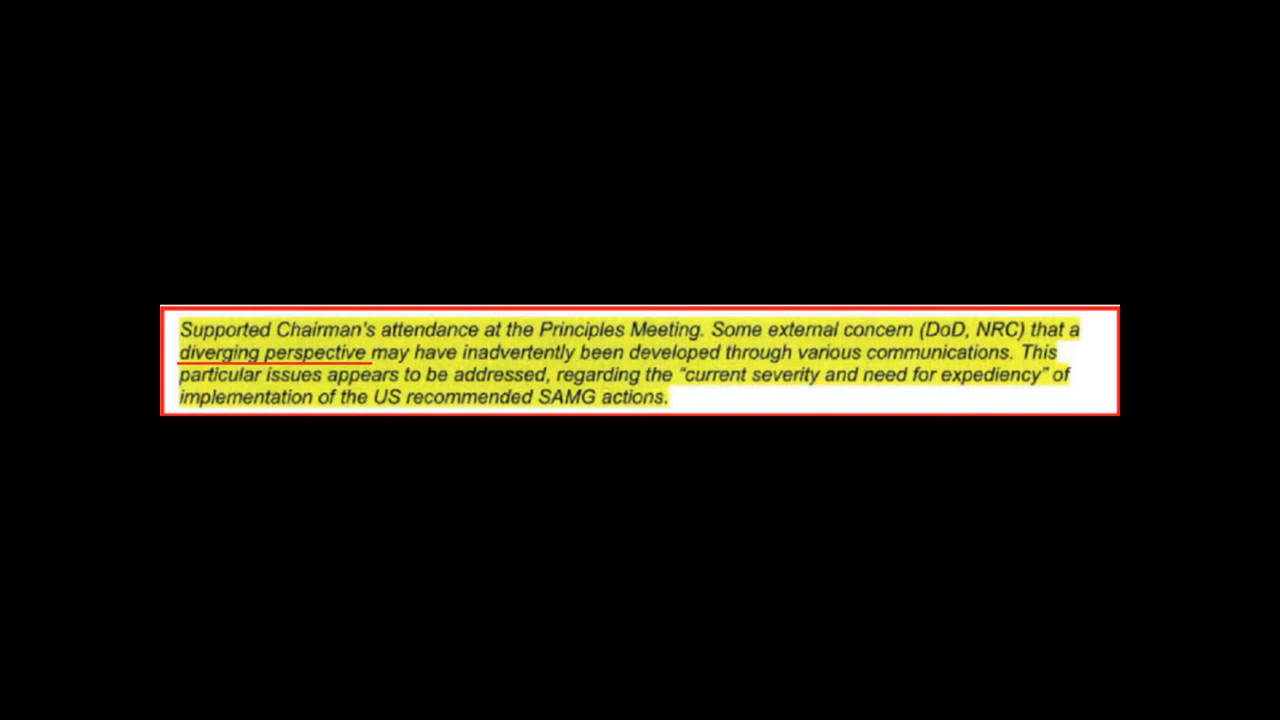 Supported Chairman's attendance at the Principles Meeting. Some external concern (DoD, NRC) that a
diverging perspective may have inadvertently been developed through various communications. This
particular issues appears to be addressed, regarding the "current severity and need for expediency" of
implementation of the US recommended SAMG actions.